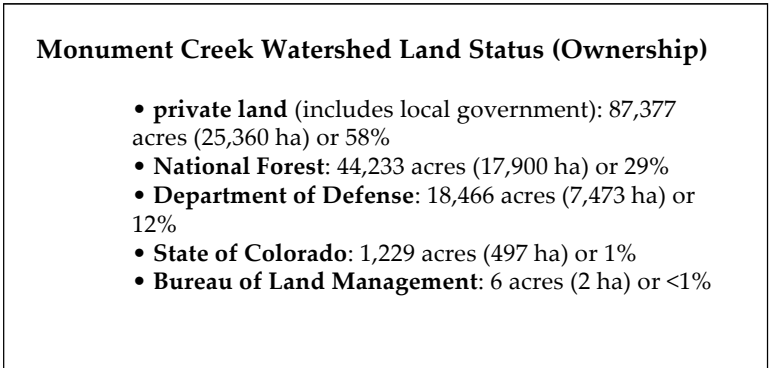 Monument Creek Watershed Land Status (Ownership)
• private land (includes local government): 87,377
acres (25,360 ha) or 58%
• National Forest: 44,233 acres (17,900 ha) or 29%
• Department of Defense: 18,466 acres (7,473 ha) or
12%
• State of Colorado: 1,229 acres (497 ha) or 1%
• Bureau of Land Management: 6 acres (2 ha) or <1%